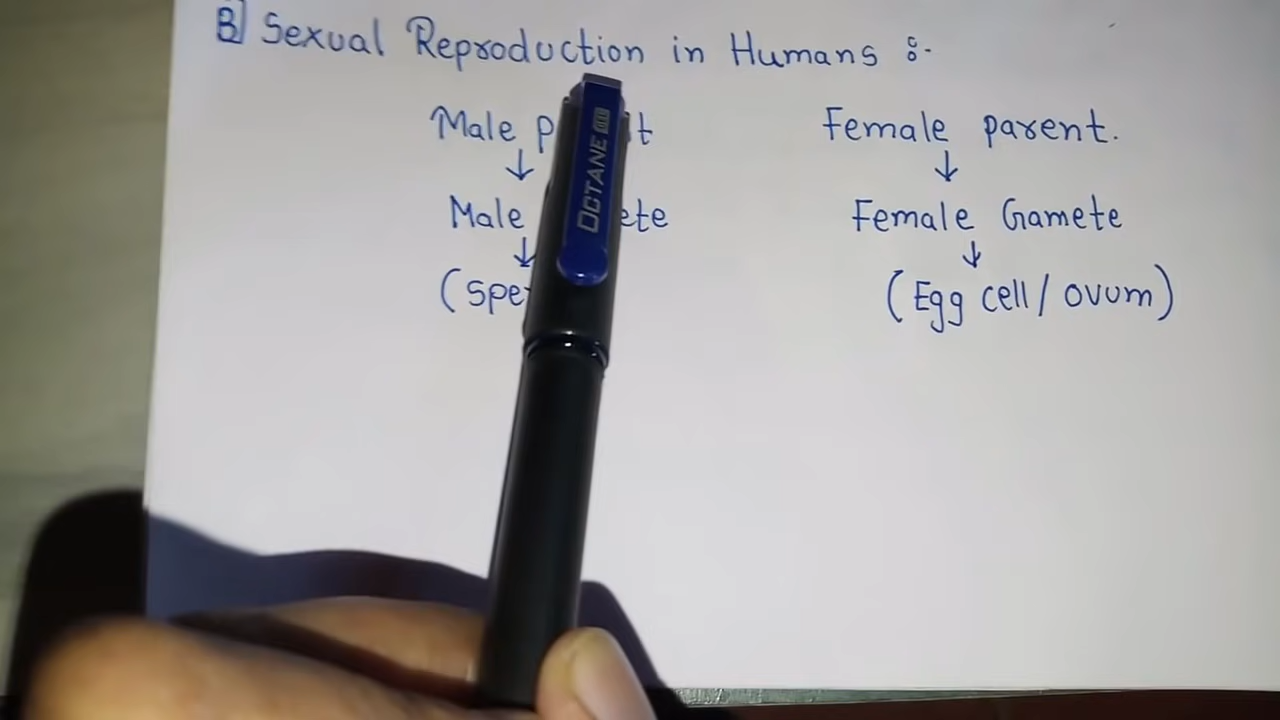 B] Sexual Reproduction in Humans :-
Male Female parent.
Male Female Gamete
(Egg cell / ovum)
OCTANE